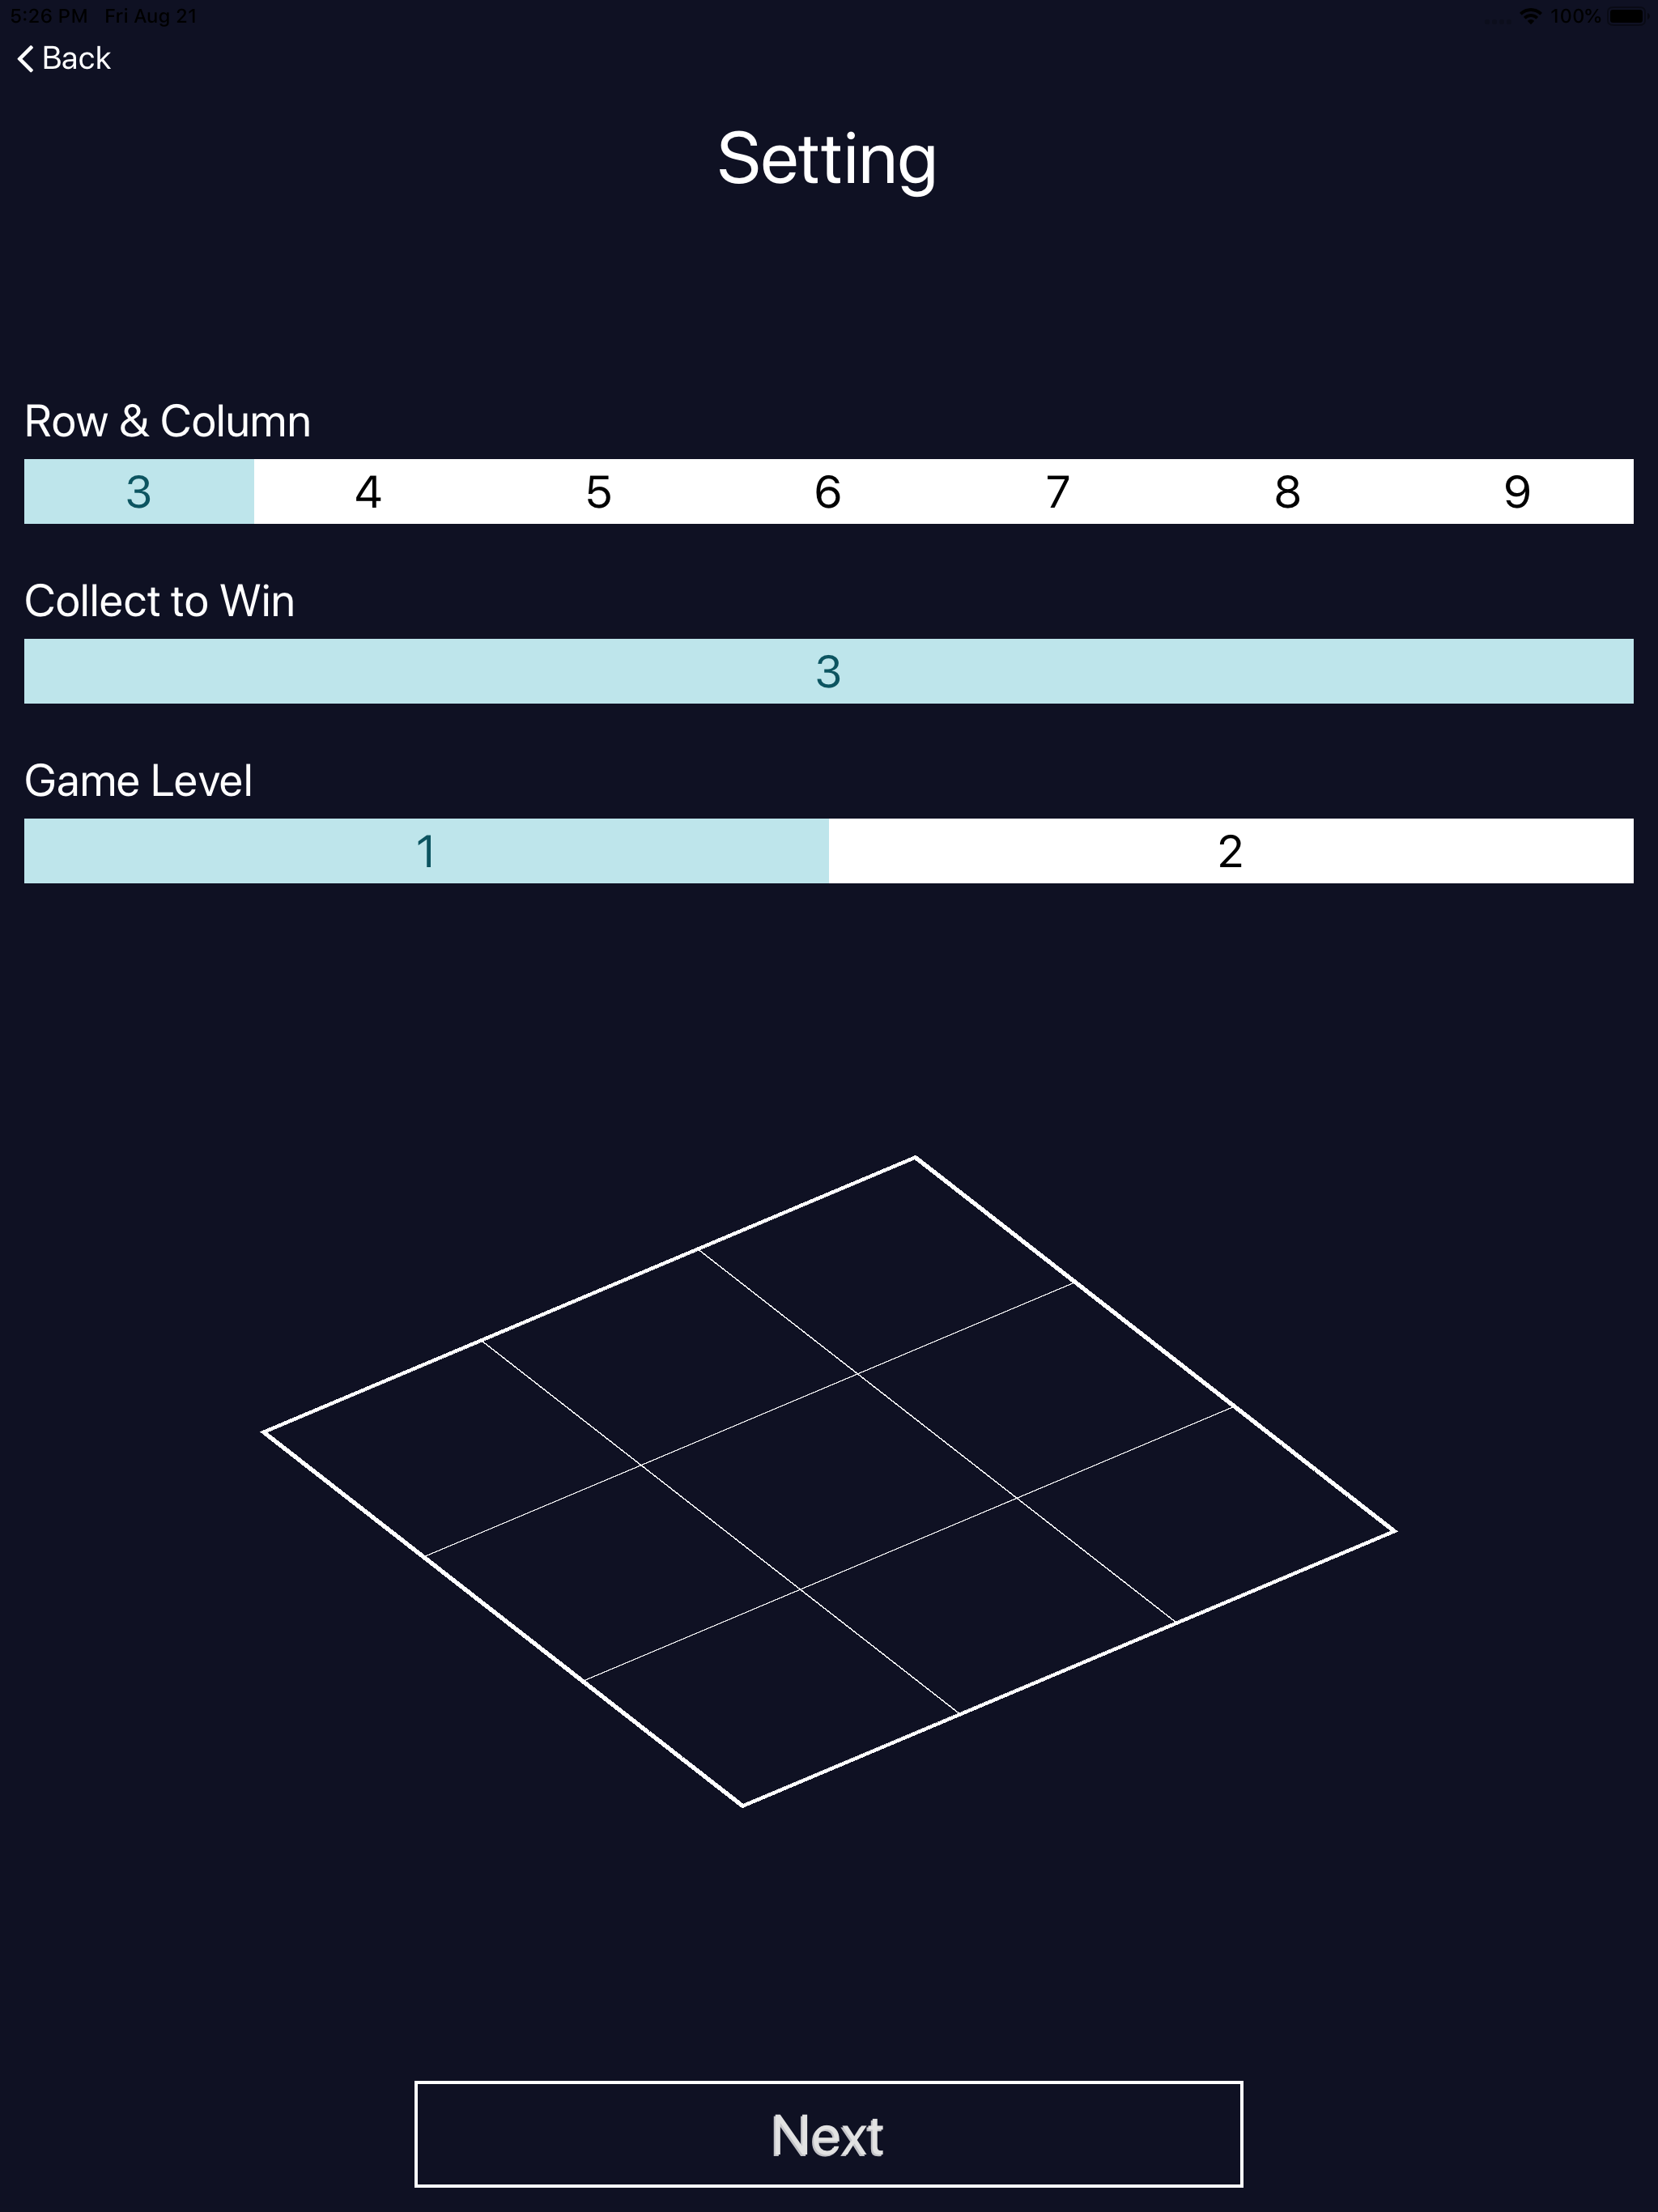 5:26 PM Fri Aug 21 100%
Back
Setting
Row & Column
3 4 5 6 7 8 9
Collect to Win
3
Game Level
1 2
Next